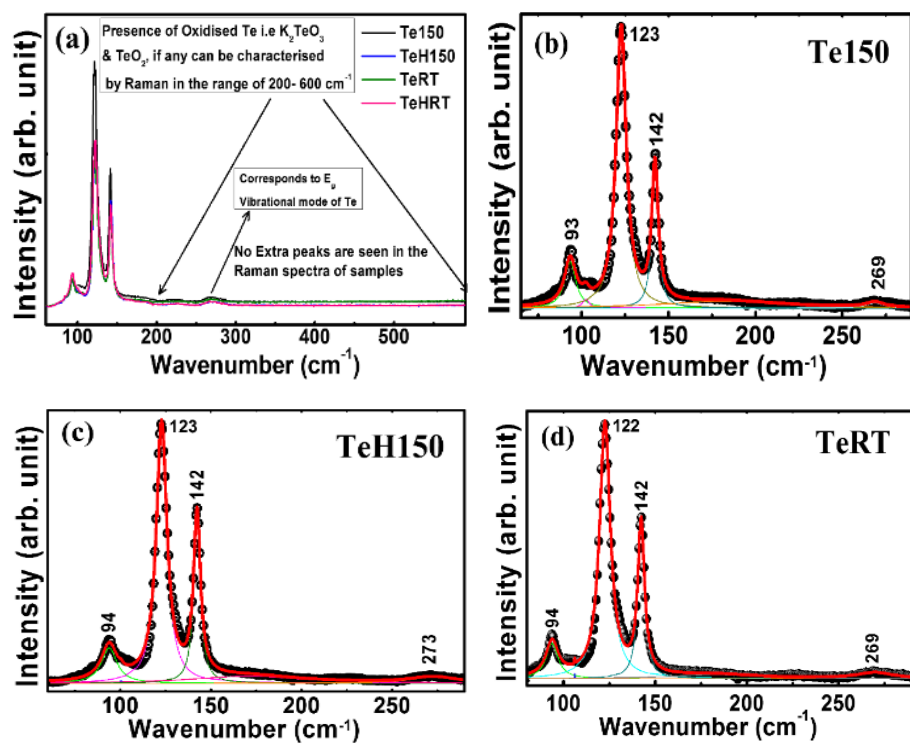 (a)
Presence of Oxidised Te i.e K₂TeO₃
& TeO₂, if any can be characterised
by Raman in the range of 200- 600 cm⁻¹
Te150
TeH150
TeRT
TeHRT
Corresponds to E_g
Vibrational mode of Te
No Extra peaks are seen in the
Raman spectra of samples
Intensity (arb. unit)
100 200 300 400 500
Wavenumber (cm⁻¹)
(b)
Te150
123
142
93
269
Intensity (arb. unit)
100 150 200 250
Wavenumber (cm⁻¹)
(c)
TeH150
123
142
94
273
Intensity (arb. unit)
100 150 200 250
Wavenumber (cm⁻¹)
(d)
TeRT
122
142
94
269
Intensity (arb. unit)
80 100 150 200 250
Wavenumber (cm⁻¹)